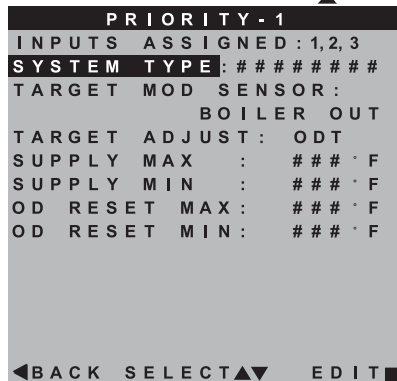 PRIORITY-1
INPUTS ASSIGNED:1,2,3
SYSTEM TYPE:########
TARGET MOD SENSOR:
BOILER OUT
TARGET ADJUST: ODT
SUPPLY MAX : ###°F
SUPPLY MIN : ###°F
OD RESET MAX: ###°F
OD RESET MIN: ###°F
◀BACK SELECT▲▼ EDIT■